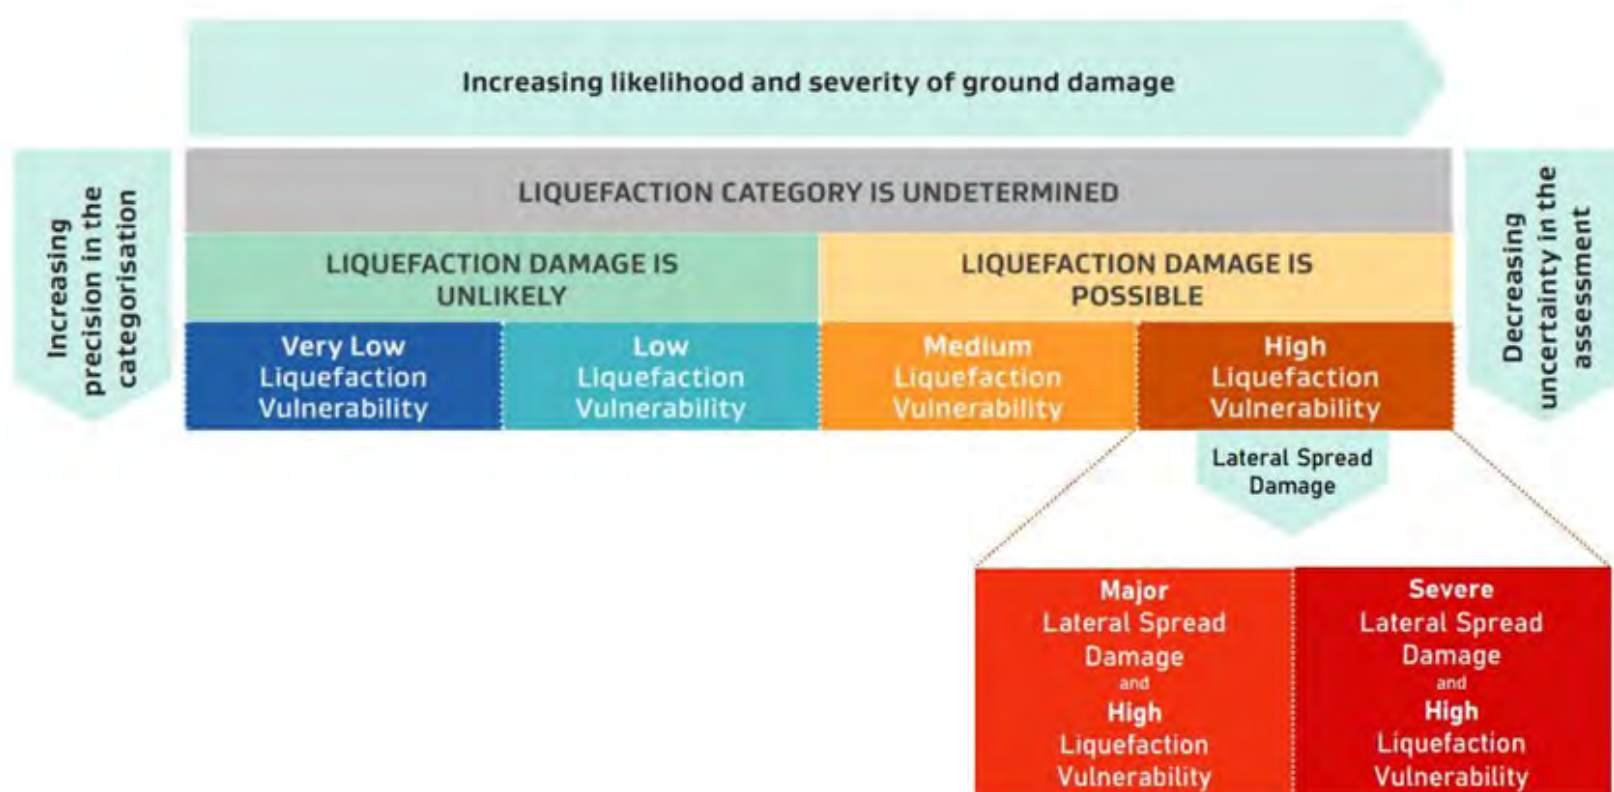 Increasing likelihood and severity of ground damage
Increasing
precision in the
categorisation
LIQUEFACTION CATEGORY IS UNDETERMINED
LIQUEFACTION DAMAGE IS
UNLIKELY
LIQUEFACTION DAMAGE IS
POSSIBLE
Very Low
Liquefaction
Vulnerability
Low
Liquefaction
Vulnerability
Medium
Liquefaction
Vulnerability
High
Liquefaction
Vulnerability
Decreasing
uncertainty in the
assessment
Lateral Spread
Damage
Major
Lateral Spread
Damage
and
High
Liquefaction
Vulnerability
Severe
Lateral Spread
Damage
and
High
Liquefaction
Vulnerability